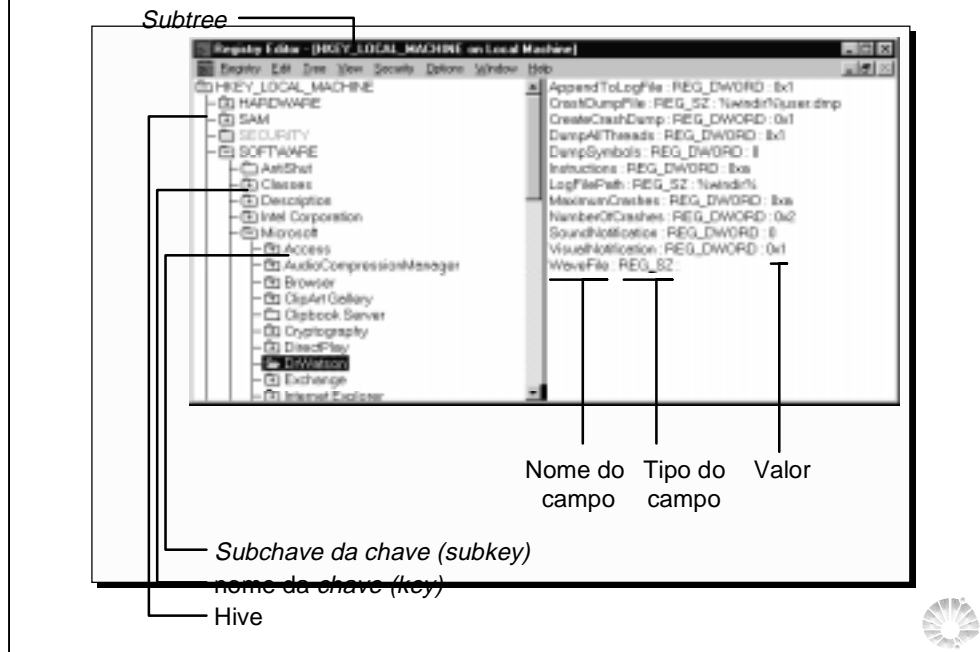 Subtree
Registry Editor - [HKEY_LOCAL_MACHINE on Local Machine]
Registry Edit Tree View Security Options Window Help
HKEY_LOCAL_MACHINE
HARDWARE
SAM
SECURITY
SOFTWARE
AntiShut
Classes
Description
Intel Corporation
Microsoft
Access
AudioCompressionManager
Browser
ClipArt Gallery
Clipbook Server
Cryptography
DirectPlay
DrWatson
Exchange
Internet Explorer
AppendToLogFile : REG_DWORD : 0x1
CrashDumpFile : REG_SZ : %windir%\user.dmp
CreateCrashDump : REG_DWORD : 0x1
DumpAllThreads : REG_DWORD : 0x1
DumpSymbols : REG_DWORD : 0
Instructions : REG_DWORD : 0xa
LogFilePath : REG_SZ : %windir%
MaximumCrashes : REG_DWORD : 0xa
NumberOfCrashes : REG_DWORD : 0x2
SoundNotification : REG_DWORD : 0
VisualNotification : REG_DWORD : 0x1
WaveFile : REG_SZ :
Nome do campo
Tipo do campo
Valor
Subchave da chave (subkey)
nome da chave (key)
Hive